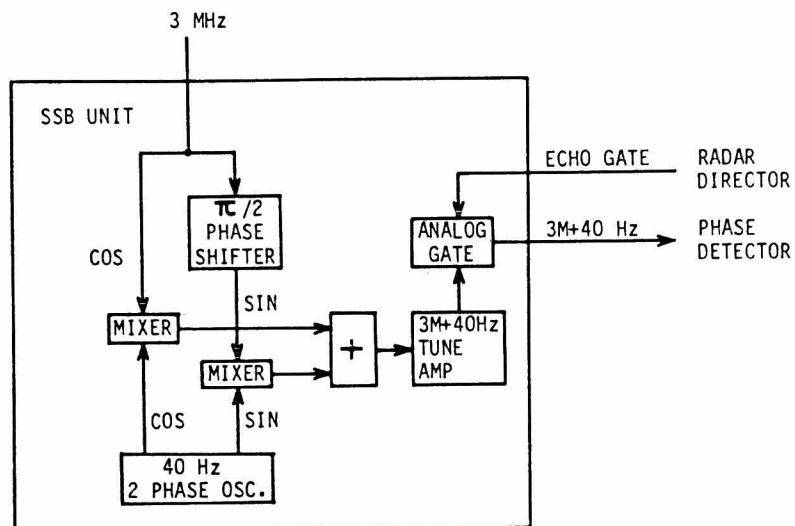 3 MHz
SSB UNIT
π/2
PHASE
SHIFTER
COS
SIN
MIXER
MIXER
COS
SIN
40 Hz
2 PHASE OSC.
+
3M+40Hz
TUNE
AMP
ANALOG
GATE
ECHO GATE
RADAR
DIRECTOR
3M+40 Hz
PHASE
DETECTOR